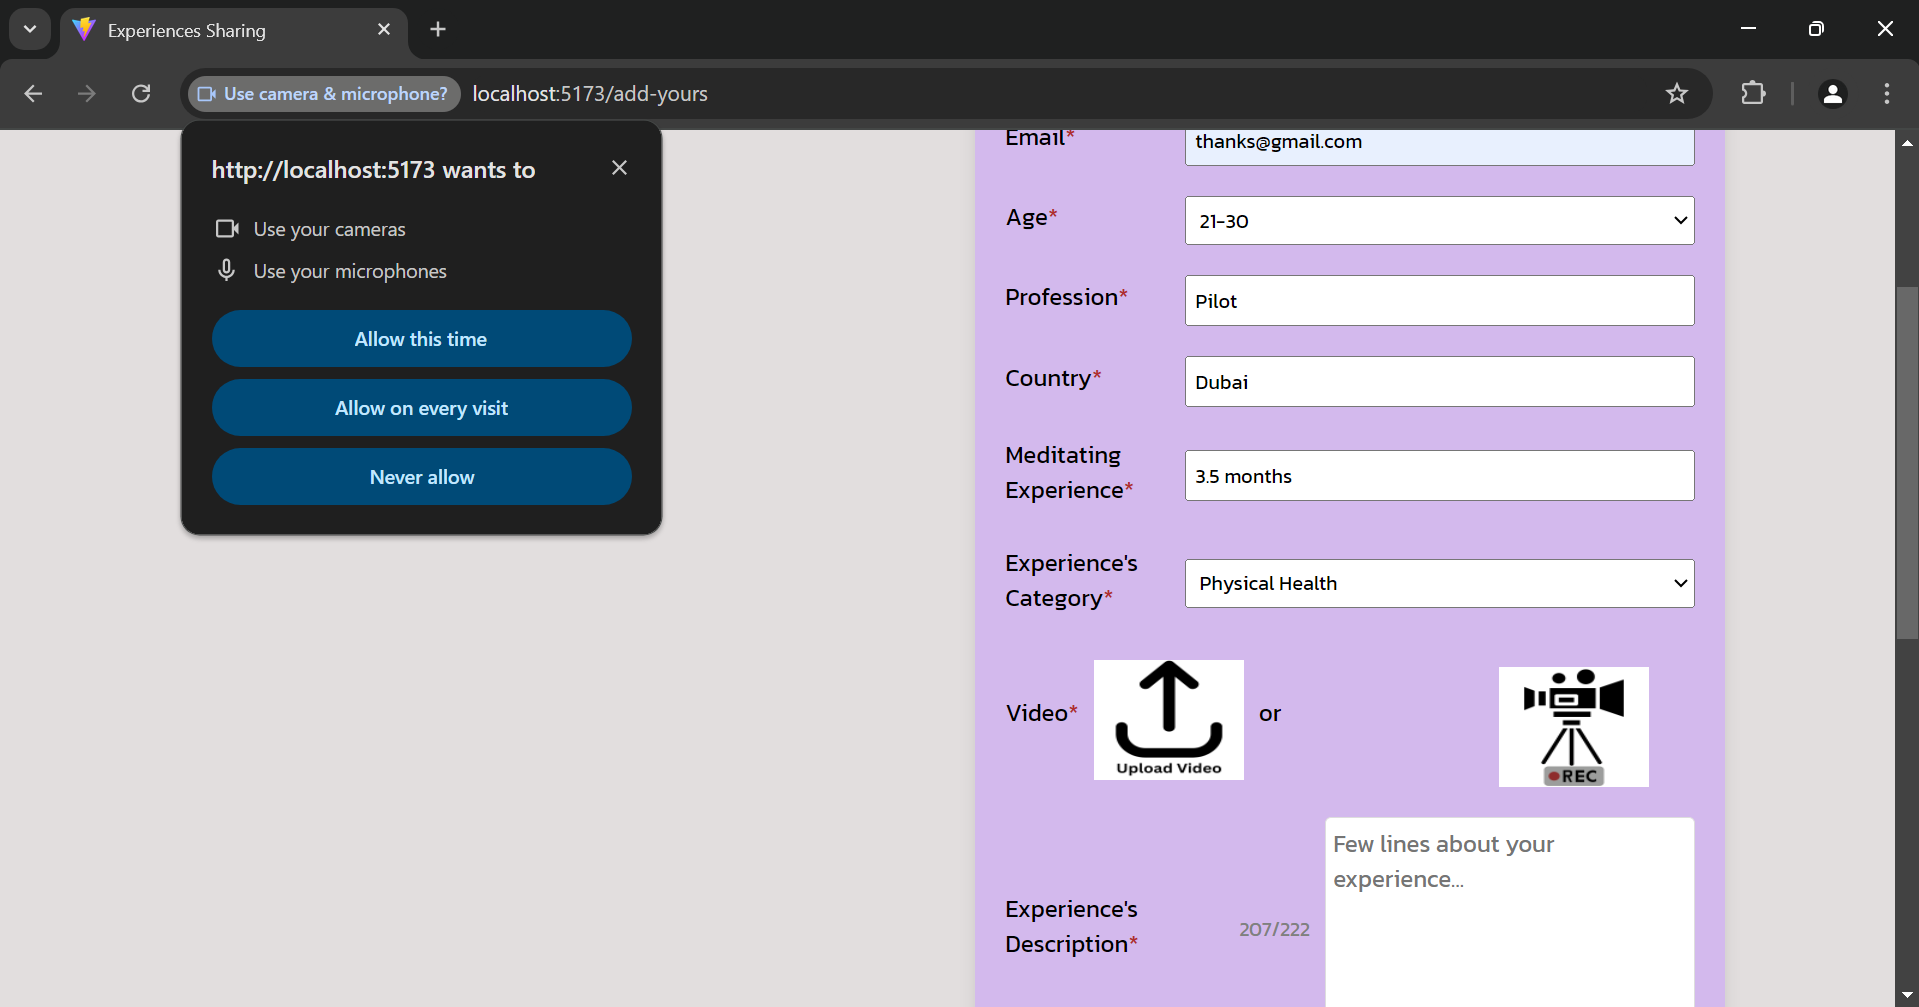 Experiences Sharing
Use camera & microphone?
localhost:5173/add-yours
http://localhost:5173 wants to
Use your cameras
Use your microphones
Allow this time
Allow on every visit
Never allow
Email*
thanks@gmail.com
Age*
21-30
Profession*
Pilot
Country*
Dubai
Meditating
Experience*
3.5 months
Experience's
Category*
Physical Health
Video*
Upload Video
or
REC
Experience's
Description*
207/222
Few lines about your
experience...